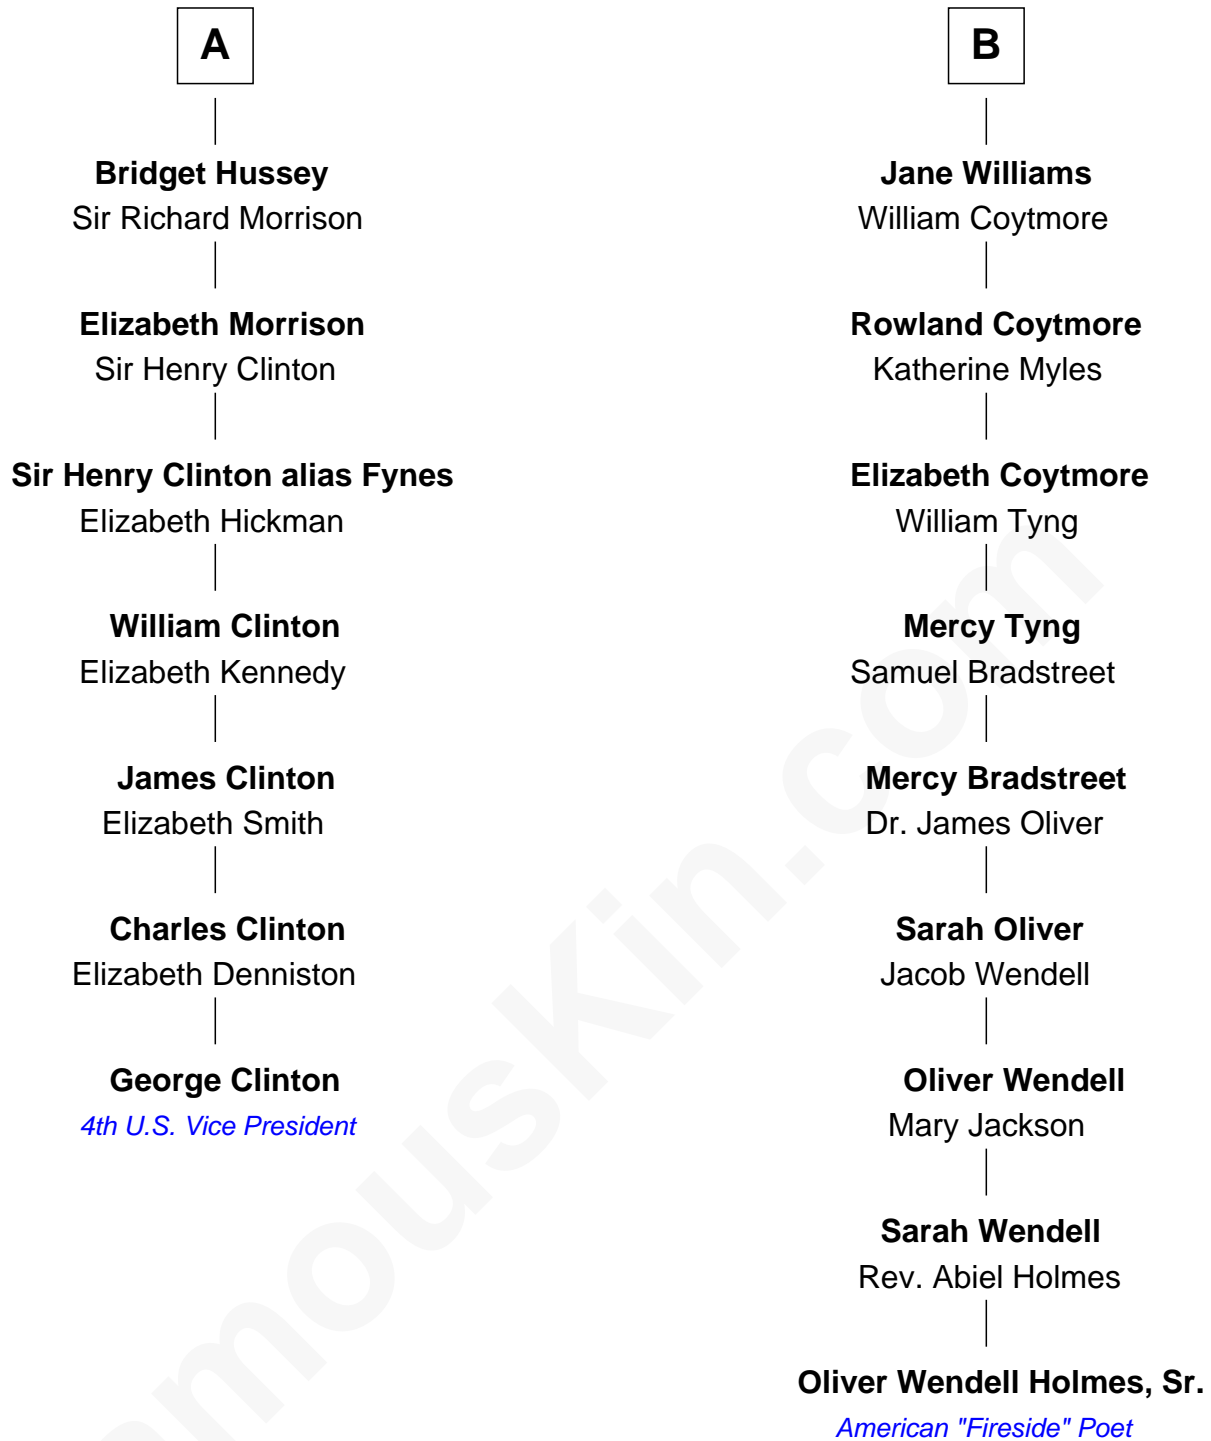 A
Bridget Hussey
Sir Richard Morrison
Elizabeth Morrison
Sir Henry Clinton
Sir Henry Clinton alias Fynes
Elizabeth Hickman
William Clinton
Elizabeth Kennedy
James Clinton
Elizabeth Smith
Charles Clinton
Elizabeth Denniston
George Clinton
4th U.S. Vice President
B
Jane Williams
William Coytmore
Rowland Coytmore
Katherine Myles
Elizabeth Coytmore
William Tyng
Mercy Tyng
Samuel Bradstreet
Mercy Bradstreet
Dr. James Oliver
Sarah Oliver
Jacob Wendell
Oliver Wendell
Mary Jackson
Sarah Wendell
Rev. Abiel Holmes
Oliver Wendell Holmes, Sr.
American "Fireside" Poet
amousKin.com